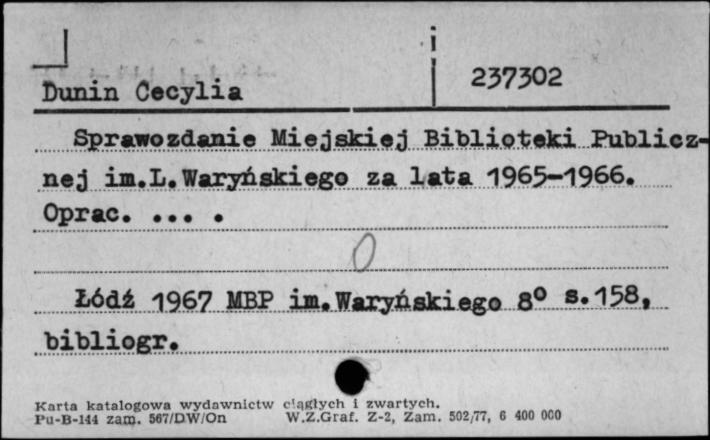 Dunin Cecylia
237302
Sprawozdanie Miejskiej Biblioteki Publicz-
nej im.L.Waryńskiego za lata 1965-1966.
Oprac. ... .
0
Łódź 1967 MBP im.Waryńskiego 8° s.158,
bibliogr.
Karta katalogowa wydawnictw ciągłych i zwartych.
Pu-B-144 zam. 567/DW/On W.Z.Graf. Z-2, Zam. 502/77, 6 400 000